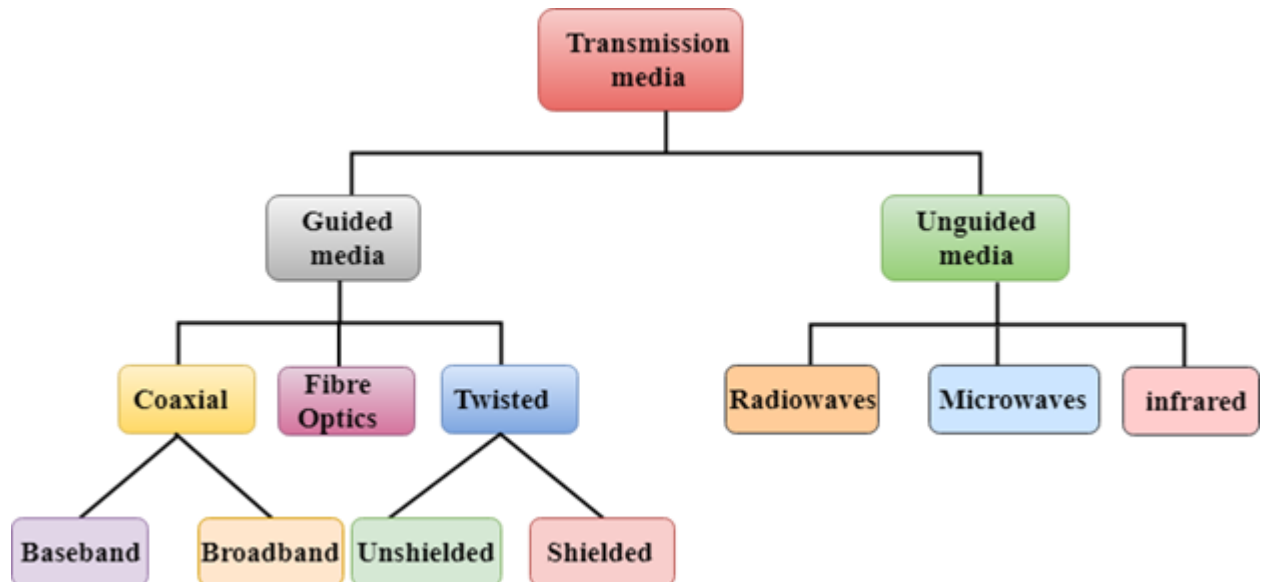 Transmission
media
Guided
media
Unguided
media
Coaxial
Fibre
Optics
Twisted
Radiowaves
Microwaves
infrared
Baseband
Broadband
Unshielded
Shielded